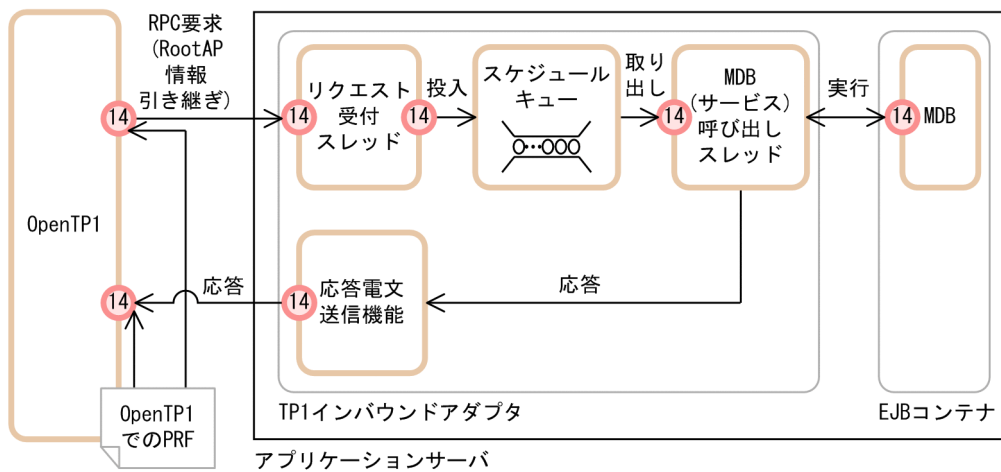 RPC要求
(RootAP
情報
引き継ぎ)
14
OpenTP1
14
リクエスト
受付
スレッド
14
投入
スケジュール
キュー
取り
出し
14
MDB
(サービス)
呼び出し
スレッド
実行
14
MDB
14
応答
14
応答電文
送信機能
応答
OpenTP1
でのPRF
TP1インバウンドアダプタ
EJBコンテナ
アプリケーションサーバ